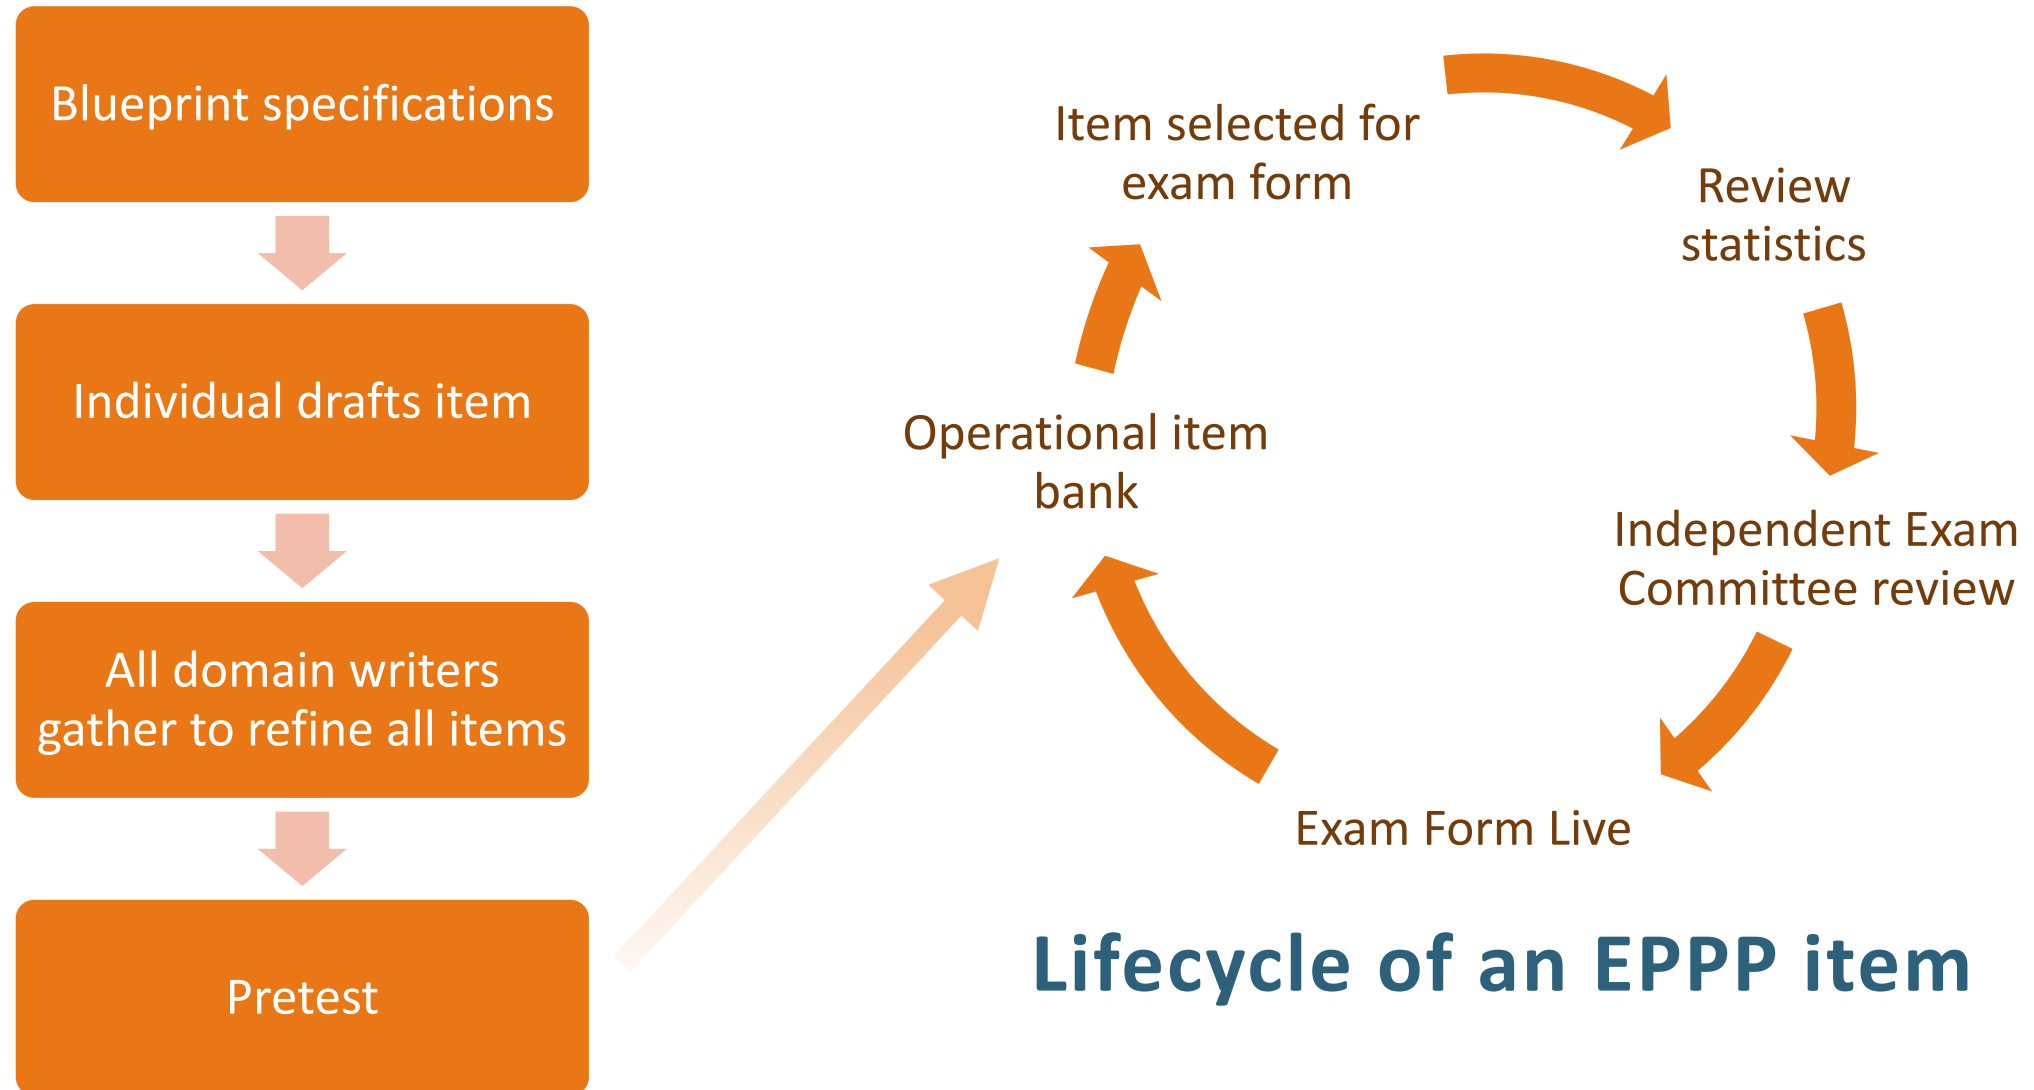 Blueprint specifications
Individual drafts item
All domain writers
gather to refine all items
Pretest
Operational item
bank
Item selected for
exam form
Review
statistics
Independent Exam
Committee review
Exam Form Live
Lifecycle of an EPPP item